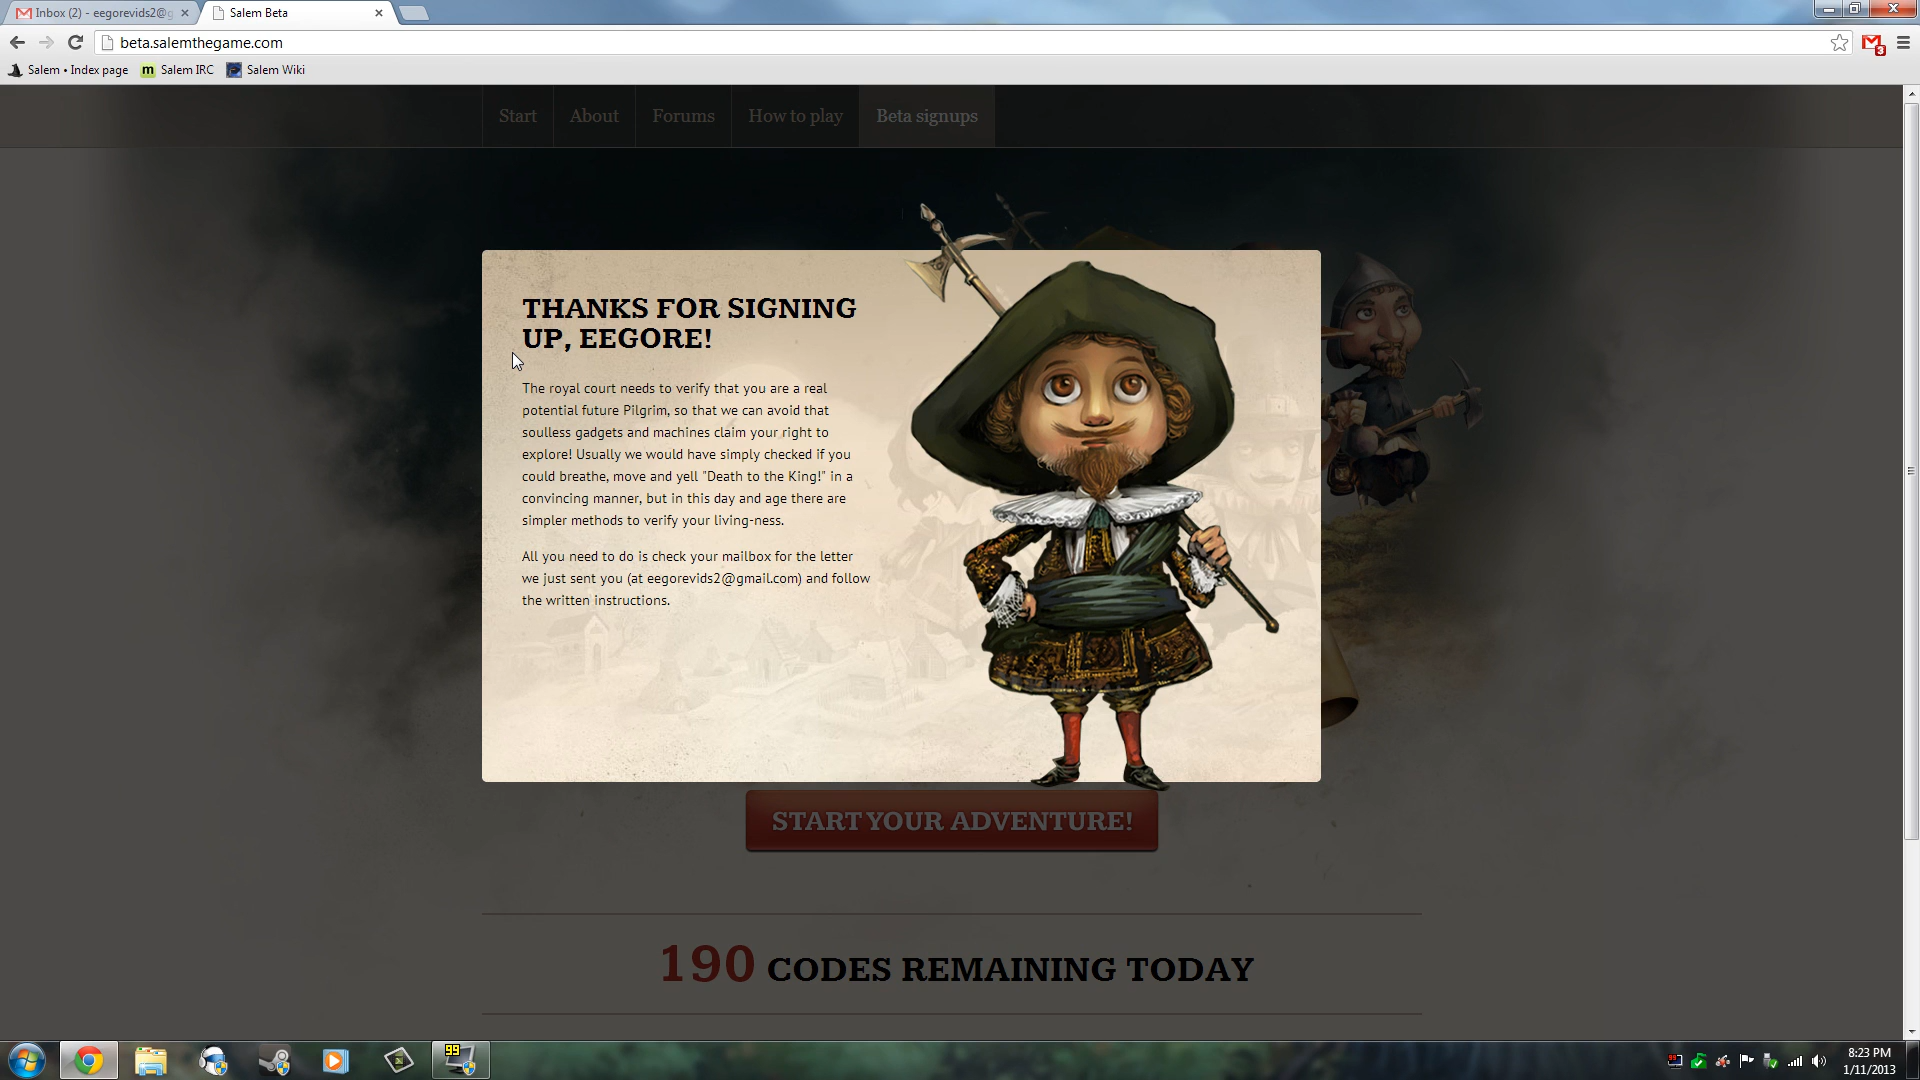 Inbox (2) - eegorevids2@g
Salem Beta
beta.salemthegame.com
3
Salem • Index page
m Salem IRC
Salem Wiki
Start
About
Forums
How to play
Beta signups
THANKS FOR SIGNING
UP, EEGORE!
The royal court needs to verify that you are a real
potential future Pilgrim, so that we can avoid that
soulless gadgets and machines claim your right to
explore! Usually we would have simply checked if you
could breathe, move and yell "Death to the King!" in a
convincing manner, but in this day and age there are
simpler methods to verify your living-ness.
All you need to do is check your mailbox for the letter
we just sent you (at eegorevids2@gmail.com) and follow
the written instructions.
START YOUR ADVENTURE!
190 CODES REMAINING TODAY
99
99
8:23 PM
1/11/2013